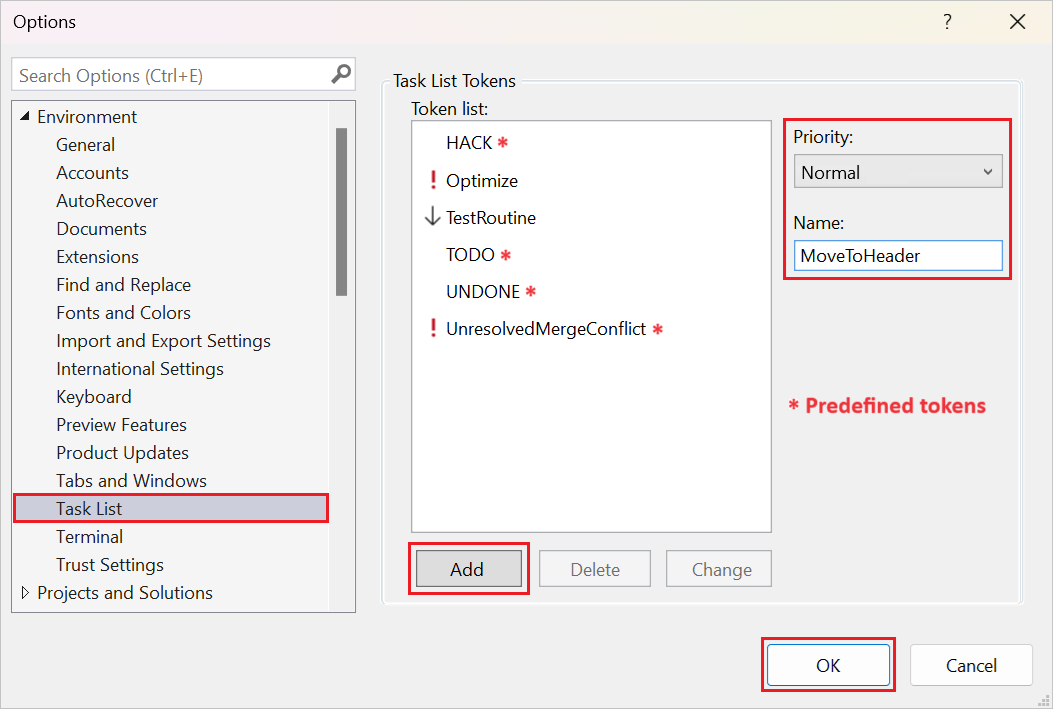 Options
?
Search Options (Ctrl+E)
Environment
General
Accounts
AutoRecover
Documents
Extensions
Find and Replace
Fonts and Colors
Import and Export Settings
International Settings
Keyboard
Preview Features
Product Updates
Tabs and Windows
Task List
Terminal
Trust Settings
Projects and Solutions
Task List Tokens
Token list:
HACK *
! Optimize
↓ TestRoutine
TODO *
UNDONE *
! UnresolvedMergeConflict *
Add
Delete
Change
Priority:
Normal
Name:
MoveToHeader
* Predefined tokens
OK
Cancel